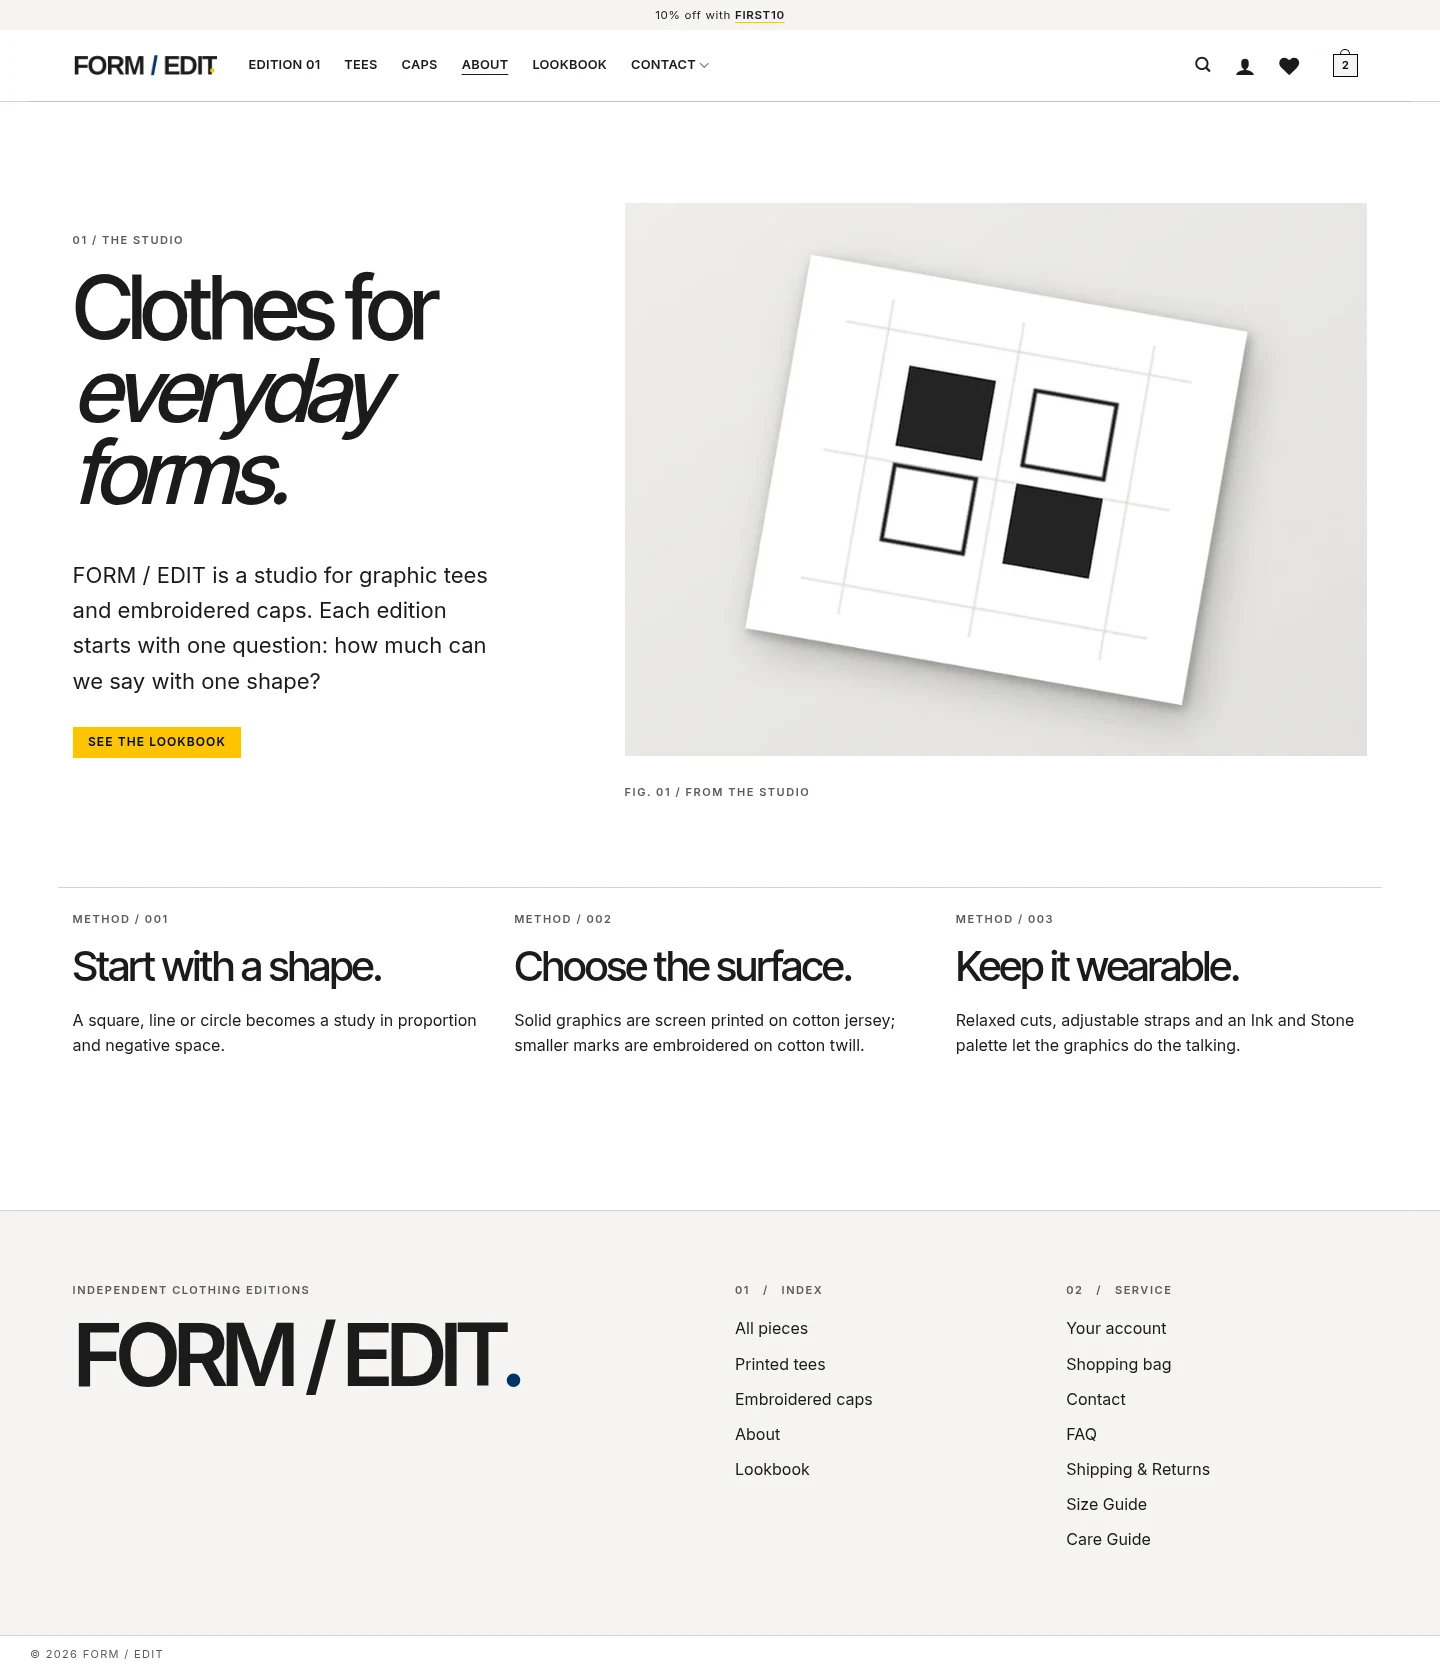 10% off with FIRST10
FORM / EDIT.
EDITION 01
TEES
CAPS
ABOUT
LOOKBOOK
CONTACT
2
01 / THE STUDIO
Clothes for
everyday
forms.
FORM / EDIT is a studio for graphic tees
and embroidered caps. Each edition
starts with one question: how much can
we say with one shape?
SEE THE LOOKBOOK
FIG. 01 / FROM THE STUDIO
METHOD / 001
Start with a shape.
A square, line or circle becomes a study in proportion
and negative space.
METHOD / 002
Choose the surface.
Solid graphics are screen printed on cotton jersey;
smaller marks are embroidered on cotton twill.
METHOD / 003
Keep it wearable.
Relaxed cuts, adjustable straps and an Ink and Stone
palette let the graphics do the talking.
INDEPENDENT CLOTHING EDITIONS
FORM / EDIT.
01 / INDEX
All pieces
Printed tees
Embroidered caps
About
Lookbook
02 / SERVICE
Your account
Shopping bag
Contact
FAQ
Shipping & Returns
Size Guide
Care Guide
© 2026 FORM / EDIT